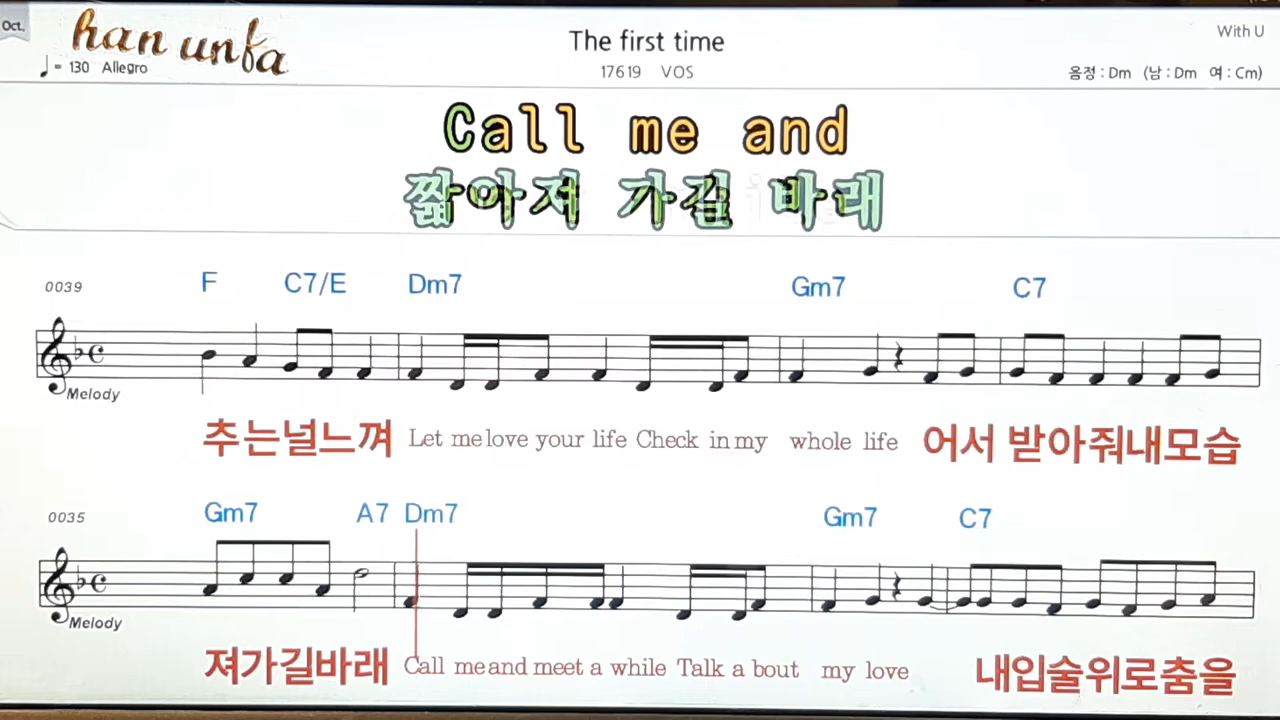 Oct.
han unfa
♩= 130 Allegro
The first time
17619 VOS
With U
음정 : Dm (남 : Dm 여 : Cm)
Call me and
짧아져 가길 바래
0039
F C7/E Dm7 Gm7 C7
Melody
추는널느껴 Let me love your life Check in my whole life 어서 받아줘내모습
0035
Gm7 A7 Dm7 Gm7 C7
Melody
져가길바래 Call me and meet a while Talk a bout my love 내입술위로춤을